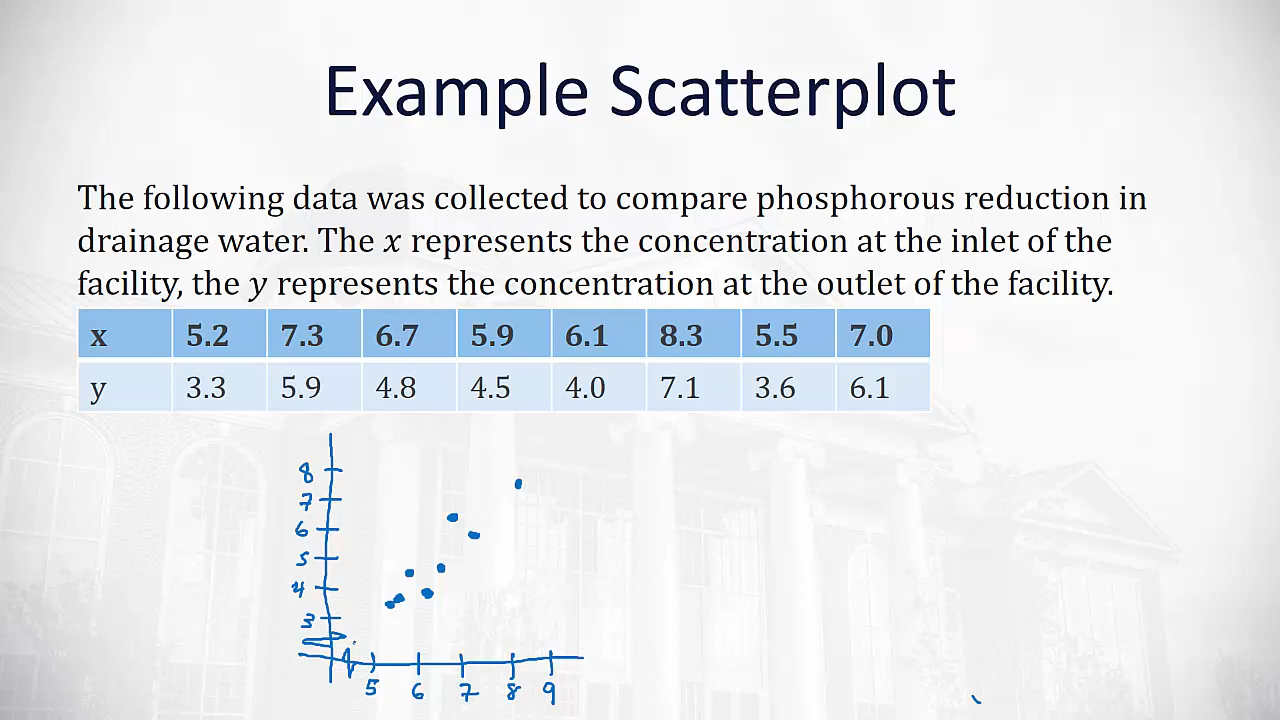 Example Scatterplot
The following data was collected to compare phosphorous reduction in
drainage water. The x represents the concentration at the inlet of the
facility, the y represents the concentration at the outlet of the facility.
x 5.2 7.3 6.7 5.9 6.1 8.3 5.5 7.0
y 3.3 5.9 4.8 4.5 4.0 7.1 3.6 6.1
8
7
6
5
4
3
5 6 7 8 9